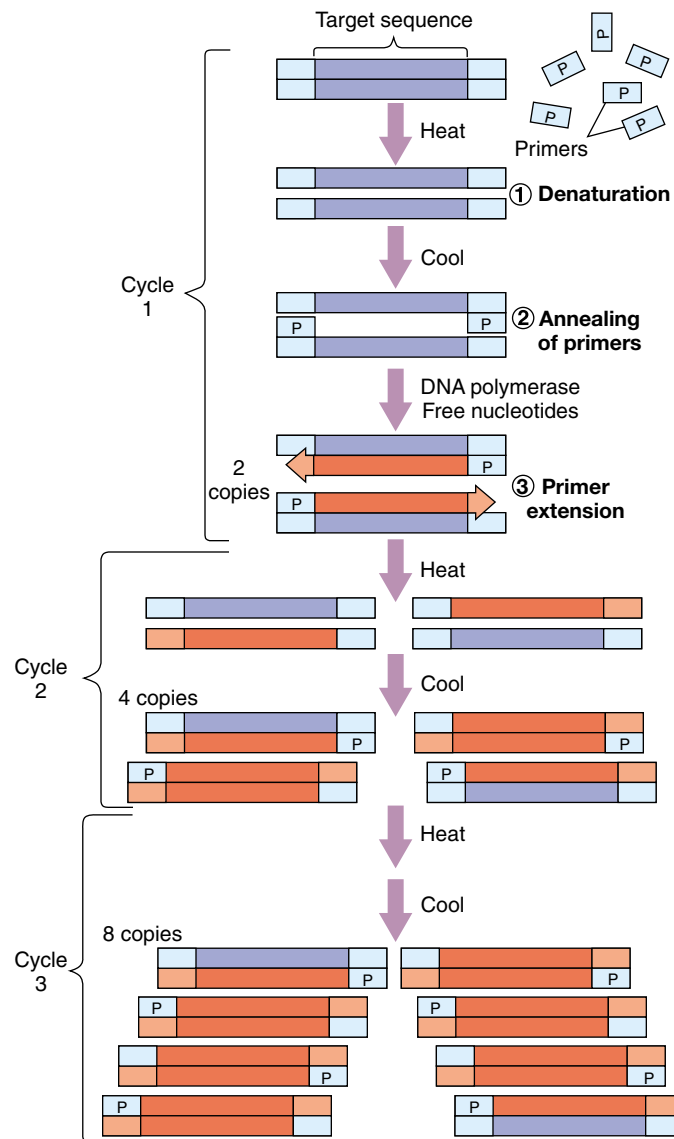 Target sequence
P
P
P
P
P
P
Primers
Heat
① Denaturation
Cool
Cycle
1
P
P
② Annealing
of primers
DNA polymerase
Free nucleotides
2
copies
P
P
③ Primer
extension
Heat
Cycle
2
Cool
4 copies
P
P
P
P
Heat
Cool
8 copies
Cycle
3
P
P
P
P
P
P
P
P